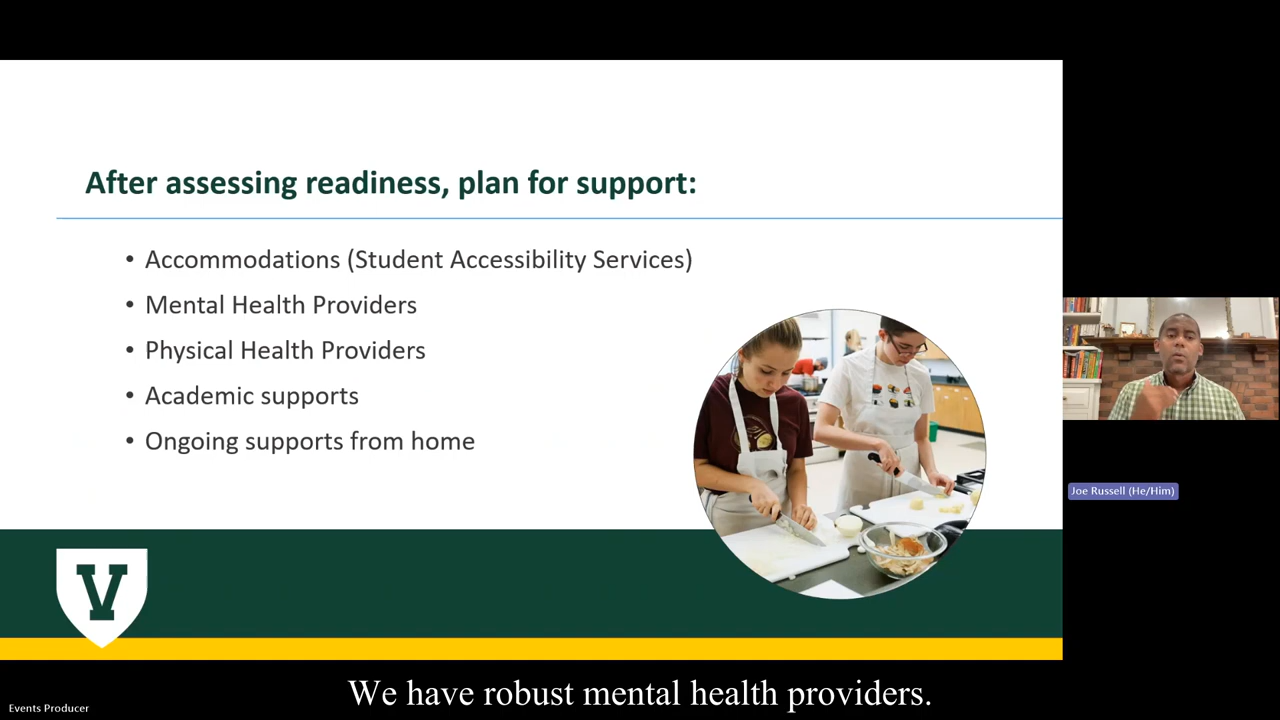 After assessing readiness, plan for support:
• Accommodations (Student Accessibility Services)
• Mental Health Providers
• Physical Health Providers
• Academic supports
• Ongoing supports from home
V
Joe Russell (He/Him)
We have robust mental health providers.
Events Producer